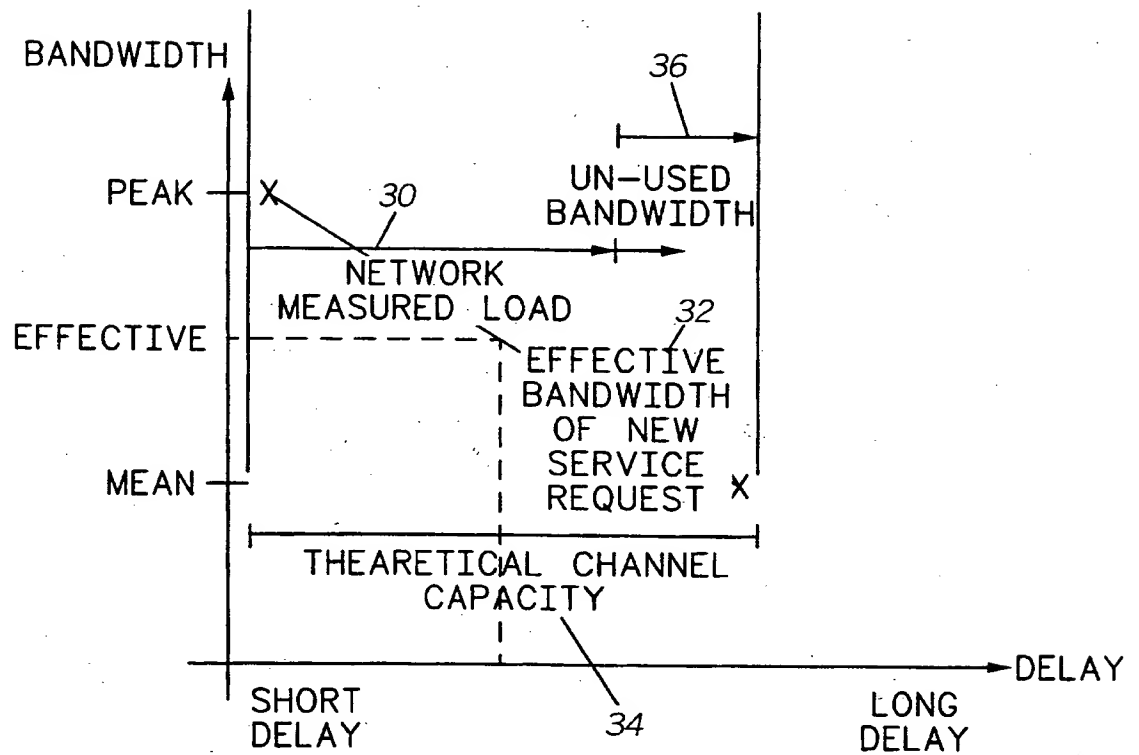 BANDWIDTH
36
PEAK
X
UN-USED
BANDWIDTH
30
NETWORK
MEASURED LOAD
EFFECTIVE
32
EFFECTIVE
BANDWIDTH
OF NEW
SERVICE
REQUEST
X
MEAN
THEARETICAL CHANNEL
CAPACITY
DELAY
SHORT
DELAY
34
LONG
DELAY